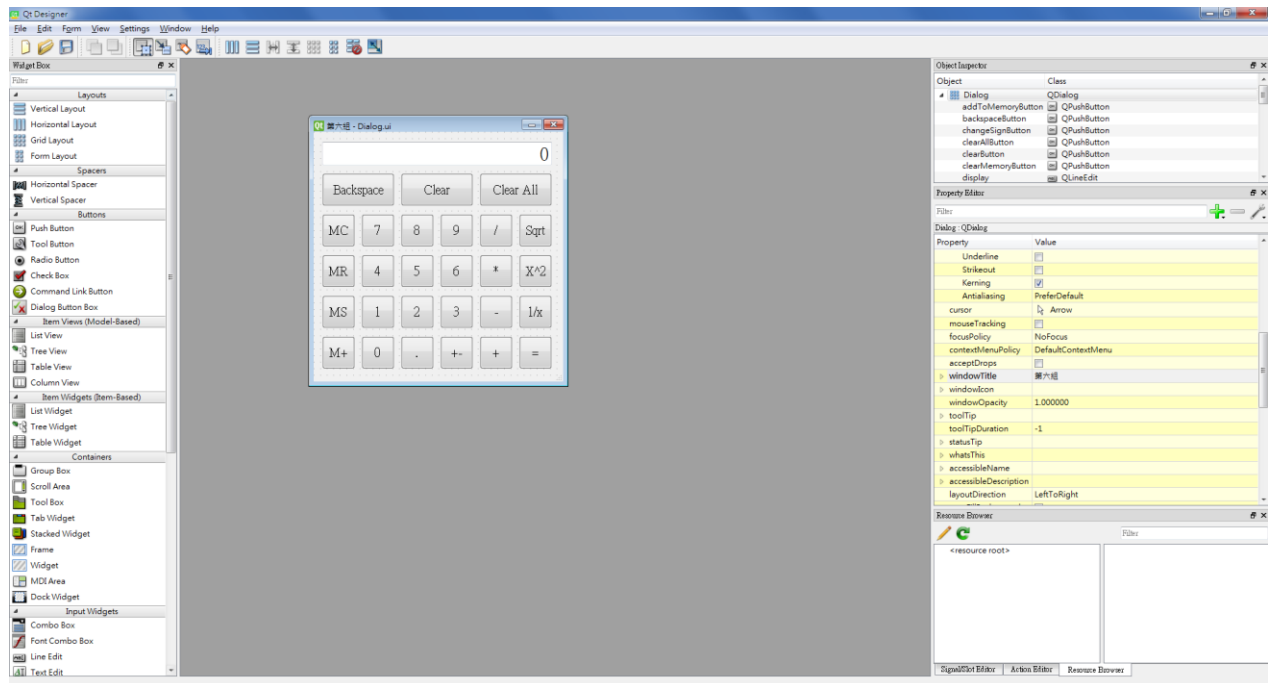 Qt Designer
File Edit Form View Settings Window Help
Widget Box
Filter
Layouts
Vertical Layout
Horizontal Layout
Grid Layout
Form Layout
Spacers
Horizontal Spacer
Vertical Spacer
Buttons
Push Button
Tool Button
Radio Button
Check Box
Command Link Button
Dialog Button Box
Item Views (Model-Based)
List View
Tree View
Table View
Column View
Item Widgets (Item-Based)
List Widget
Tree Widget
Table Widget
Containers
Group Box
Scroll Area
Tool Box
Tab Widget
Stacked Widget
Frame
Widget
MDI Area
Dock Widget
Input Widgets
Combo Box
Font Combo Box
Line Edit
Text Edit
第六組 - Dialog.ui
0
Backspace Clear Clear All
MC 7 8 9 / Sqrt
MR 4 5 6 * X^2
MS 1 2 3 - 1/x
M+ 0 . +- + =
Object Inspector
Object Class
Dialog QDialog
addToMemoryButton QPushButton
backspaceButton QPushButton
changeSignButton QPushButton
clearAllButton QPushButton
clearButton QPushButton
clearMemoryButton QPushButton
display QLineEdit
Property Editor
Filter
Dialog : QDialog
Property Value
Underline
Strikeout
Kerning
Antialiasing PreferDefault
cursor Arrow
mouseTracking
focusPolicy NoFocus
contextMenuPolicy DefaultContextMenu
acceptDrops
windowTitle 第六組
windowIcon
windowOpacity 1.000000
toolTip
toolTipDuration -1
statusTip
whatsThis
accessibleName
accessibleDescription
layoutDirection LeftToRight
Resource Browser
Filter
<resource root>
Signal/Slot Editor Action Editor Resource Browser